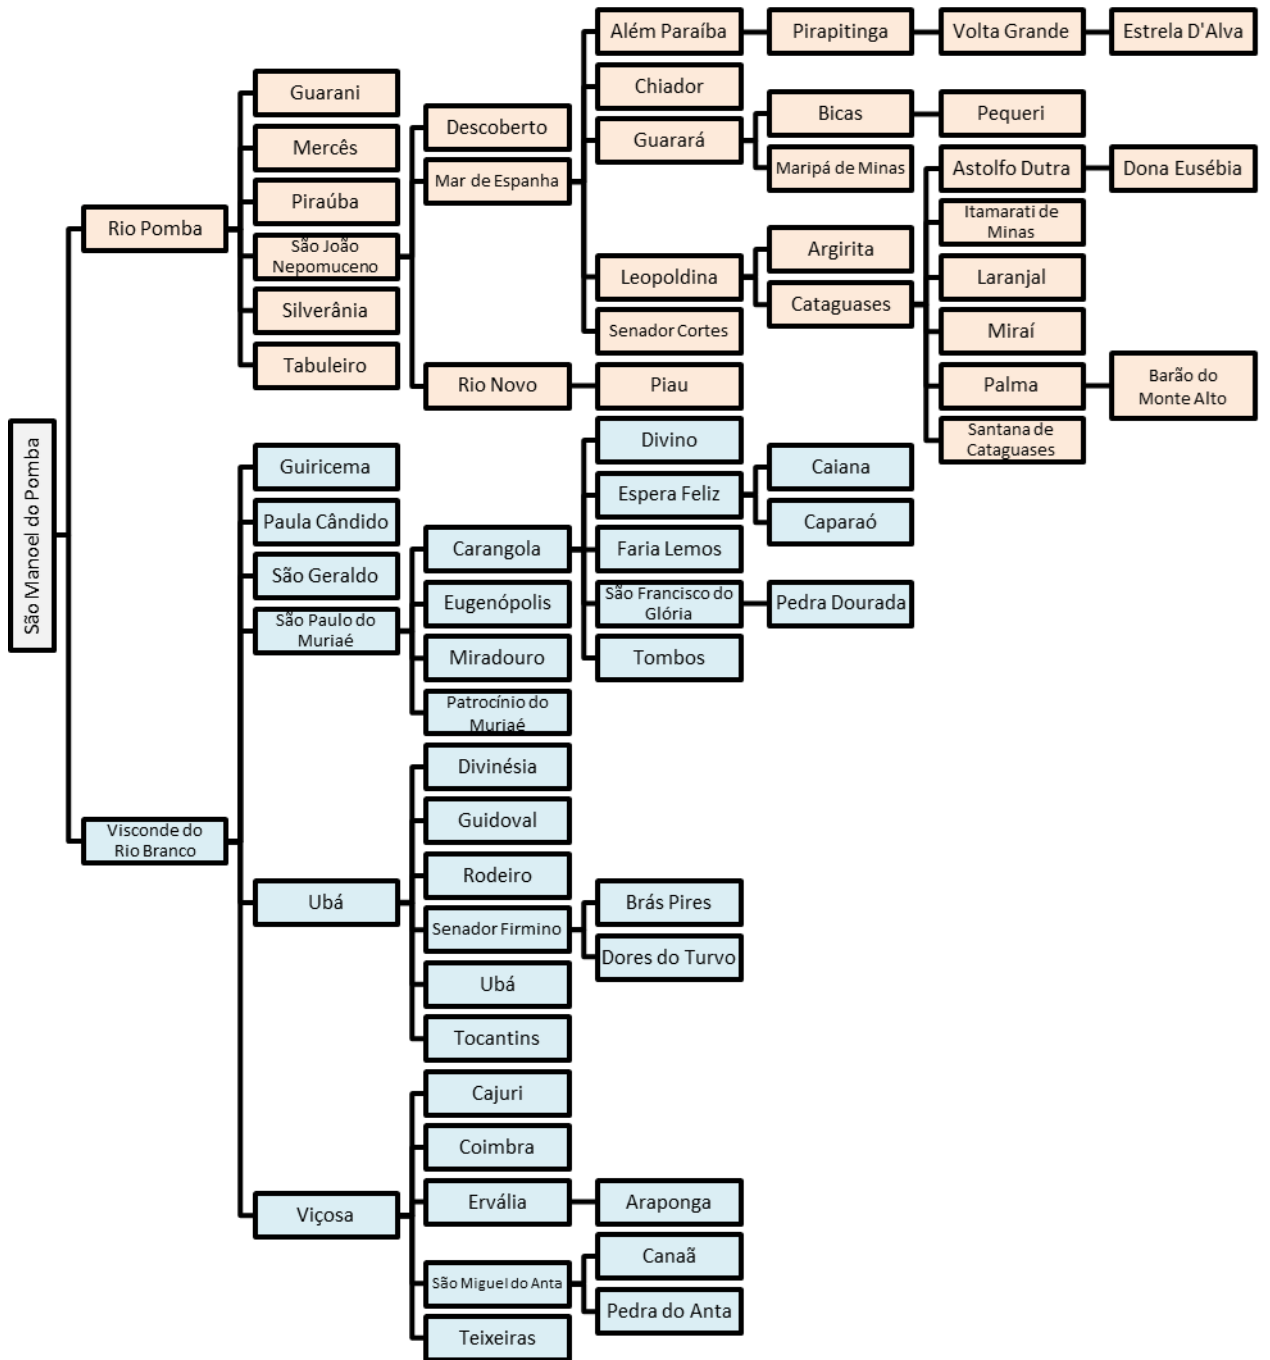 São Manoel do Pomba
Rio Pomba
Guarani
Mercês
Piraúba
São João
Nepomuceno
Descoberto
Mar de Espanha
Além Paraíba
Pirapitinga
Volta Grande
Estrela D'Alva
Chiador
Guarará
Bicas
Pequeri
Maripá de Minas
Leopoldina
Argirita
Cataguases
Astolfo Dutra
Dona Eusébia
Itamarati de
Minas
Laranjal
Miraí
Palma
Barão do
Monte Alto
Santana de
Cataguases
Senador Cortes
Rio Novo
Piau
Silverânia
Tabuleiro
Visconde do
Rio Branco
Guiricema
Paula Cândido
São Geraldo
São Paulo do
Muriaé
Carangola
Divino
Espera Feliz
Caiana
Caparaó
Faria Lemos
São Francisco do
Glória
Pedra Dourada
Tombos
Eugenópolis
Miradouro
Patrocínio do
Muriaé
Ubá
Divinésia
Guidoval
Rodeiro
Senador Firmino
Brás Pires
Dores do Turvo
Ubá
Tocantins
Viçosa
Cajuri
Coimbra
Ervália
Araponga
São Miguel do Anta
Canaã
Pedra do Anta
Teixeiras